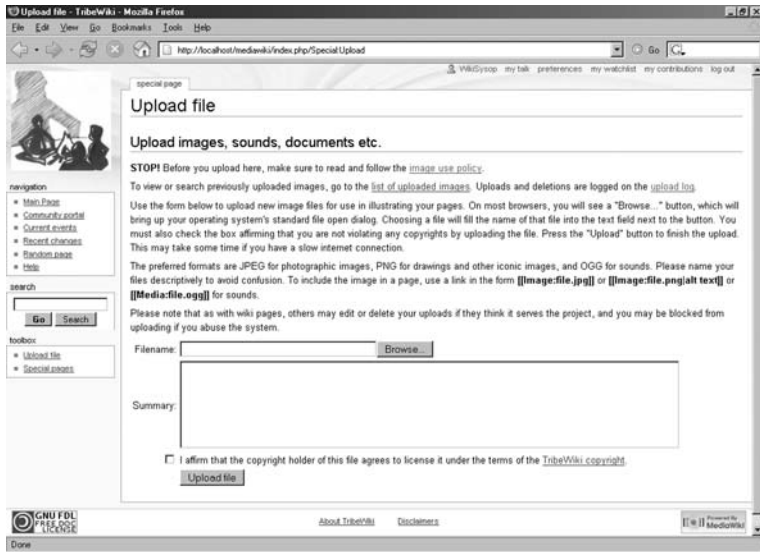 Upload file - TribeWiki - Mozilla Firefox
File Edit View Go Bookmarks Tools Help
http://localhost/mediawiki/index.php/Special:Upload Go
WikiSysop my talk preferences my watchlist my contributions log out
special page
Upload file
Upload images, sounds, documents etc.
STOP! Before you upload here, make sure to read and follow the image use policy.
To view or search previously uploaded images, go to the list of uploaded images. Uploads and deletions are logged on the upload log.
Use the form below to upload new image files for use in illustrating your pages. On most browsers, you will see a "Browse..." button, which will
bring up your operating system's standard file open dialog. Choosing a file will fill the name of that file into the text field next to the button. You
must also check the box affirming that you are not violating any copyrights by uploading the file. Press the "Upload" button to finish the upload.
This may take some time if you have a slow internet connection.
The preferred formats are JPEG for photographic images, PNG for drawings and other iconic images, and OGG for sounds. Please name your
files descriptively to avoid confusion. To include the image in a page, use a link in the form [[Image:file.jpg]] or [[Image:file.png|alt text]] or
[[Media:file.ogg]] for sounds.
Please note that as with wiki pages, others may edit or delete your uploads if they think it serves the project, and you may be blocked from
uploading if you abuse the system.
Filename: Browse...
Summary:
I affirm that the copyright holder of this file agrees to license it under the terms of the TribeWiki copyright.
Upload file
navigation
Main Page
Community portal
Current events
Recent changes
Random page
Help
search
Go Search
toolbox
Upload file
Special pages
GNU FDL
FREE DOC
LICENSE
About TribeWiki Disclaimers
Powered By
MediaWiki
Done